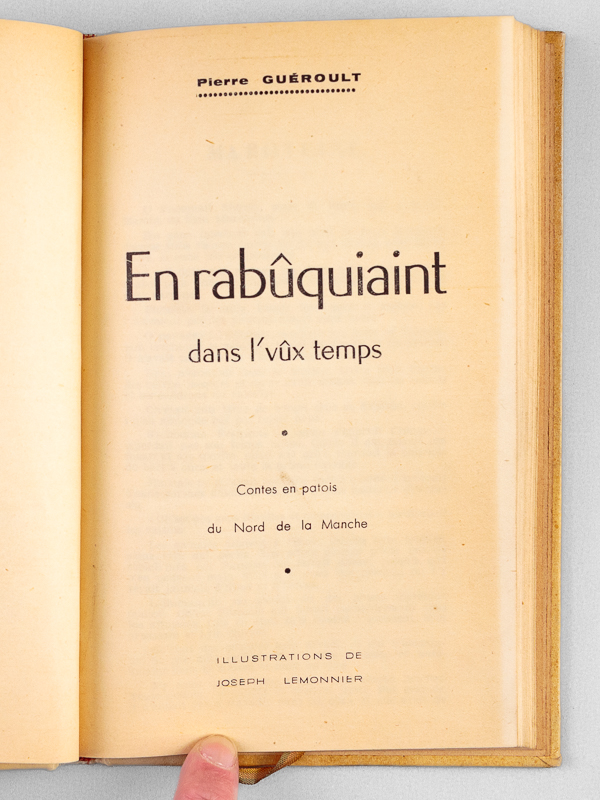 Pierre GUÉROULT
En rabûquiaint
dans l'vûx temps
Contes en patois
du Nord de la Manche
ILLUSTRATIONS DE
JOSEPH LEMONNIER